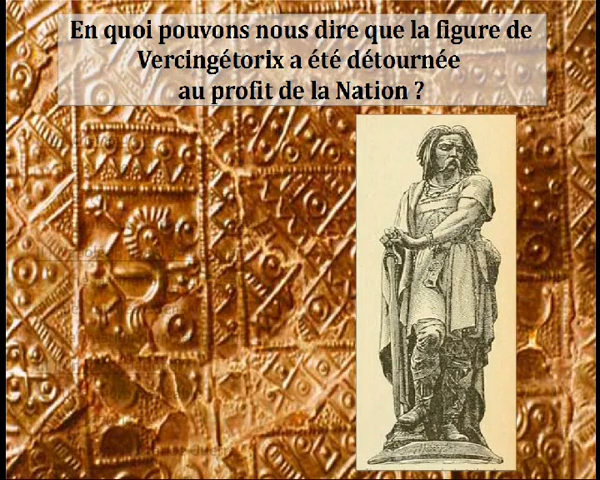 En quoi pouvons nous dire que la figure de
Vercingétorix a été détournée
au profit de la Nation ?